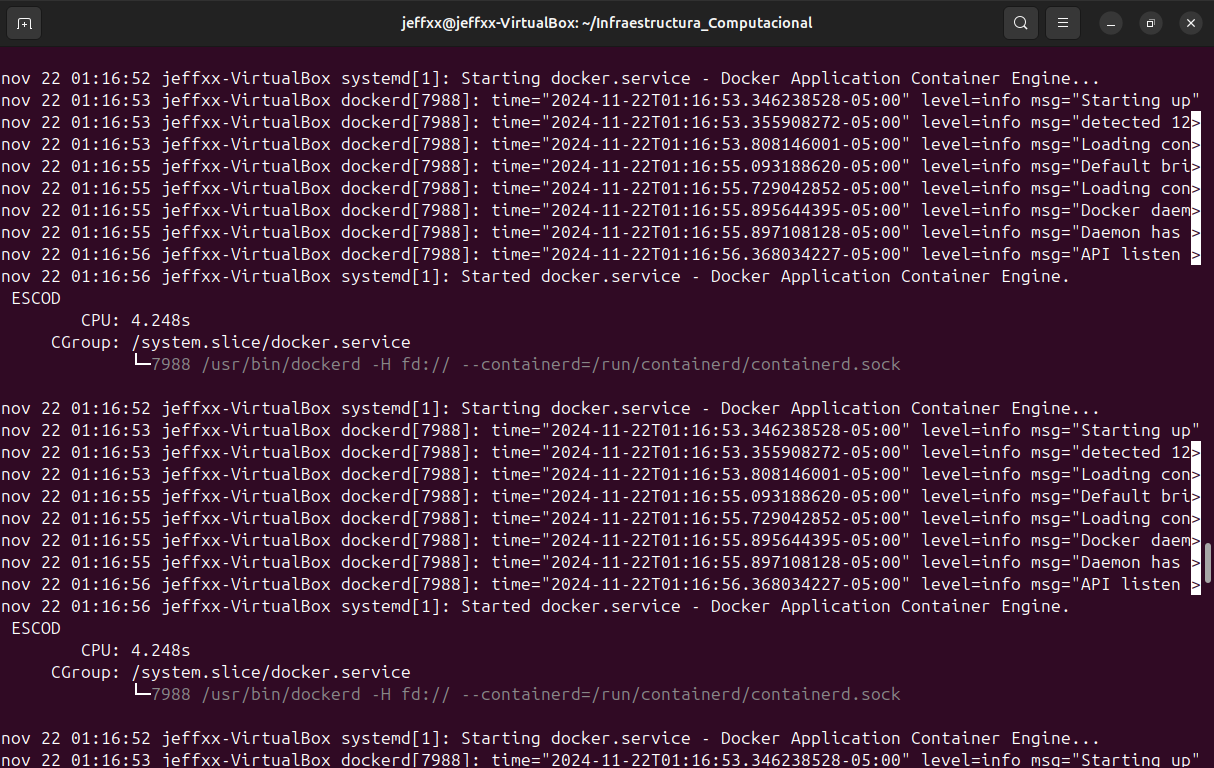 jeffxx@jeffxx-VirtualBox: ~/Infraestructura_Computacional
nov 22 01:16:52 jeffxx-VirtualBox systemd[1]: Starting docker.service - Docker Application Container Engine...
nov 22 01:16:53 jeffxx-VirtualBox dockerd[7988]: time="2024-11-22T01:16:53.346238528-05:00" level=info msg="Starting up"
nov 22 01:16:53 jeffxx-VirtualBox dockerd[7988]: time="2024-11-22T01:16:53.355908272-05:00" level=info msg="detected 12>
nov 22 01:16:53 jeffxx-VirtualBox dockerd[7988]: time="2024-11-22T01:16:53.808146001-05:00" level=info msg="Loading con>
nov 22 01:16:55 jeffxx-VirtualBox dockerd[7988]: time="2024-11-22T01:16:55.093188620-05:00" level=info msg="Default bri>
nov 22 01:16:55 jeffxx-VirtualBox dockerd[7988]: time="2024-11-22T01:16:55.729042852-05:00" level=info msg="Loading con>
nov 22 01:16:55 jeffxx-VirtualBox dockerd[7988]: time="2024-11-22T01:16:55.895644395-05:00" level=info msg="Docker daem>
nov 22 01:16:55 jeffxx-VirtualBox dockerd[7988]: time="2024-11-22T01:16:55.897108128-05:00" level=info msg="Daemon has >
nov 22 01:16:56 jeffxx-VirtualBox dockerd[7988]: time="2024-11-22T01:16:56.368034227-05:00" level=info msg="API listen >
nov 22 01:16:56 jeffxx-VirtualBox systemd[1]: Started docker.service - Docker Application Container Engine.
ESCOD
CPU: 4.248s
CGroup: /system.slice/docker.service
└─7988 /usr/bin/dockerd -H fd:// --containerd=/run/containerd/containerd.sock
nov 22 01:16:52 jeffxx-VirtualBox systemd[1]: Starting docker.service - Docker Application Container Engine...
nov 22 01:16:53 jeffxx-VirtualBox dockerd[7988]: time="2024-11-22T01:16:53.346238528-05:00" level=info msg="Starting up"
nov 22 01:16:53 jeffxx-VirtualBox dockerd[7988]: time="2024-11-22T01:16:53.355908272-05:00" level=info msg="detected 12>
nov 22 01:16:53 jeffxx-VirtualBox dockerd[7988]: time="2024-11-22T01:16:53.808146001-05:00" level=info msg="Loading con>
nov 22 01:16:55 jeffxx-VirtualBox dockerd[7988]: time="2024-11-22T01:16:55.093188620-05:00" level=info msg="Default bri>
nov 22 01:16:55 jeffxx-VirtualBox dockerd[7988]: time="2024-11-22T01:16:55.729042852-05:00" level=info msg="Loading con>
nov 22 01:16:55 jeffxx-VirtualBox dockerd[7988]: time="2024-11-22T01:16:55.895644395-05:00" level=info msg="Docker daem>
nov 22 01:16:55 jeffxx-VirtualBox dockerd[7988]: time="2024-11-22T01:16:55.897108128-05:00" level=info msg="Daemon has >
nov 22 01:16:56 jeffxx-VirtualBox dockerd[7988]: time="2024-11-22T01:16:56.368034227-05:00" level=info msg="API listen >
nov 22 01:16:56 jeffxx-VirtualBox systemd[1]: Started docker.service - Docker Application Container Engine.
ESCOD
CPU: 4.248s
CGroup: /system.slice/docker.service
└─7988 /usr/bin/dockerd -H fd:// --containerd=/run/containerd/containerd.sock
nov 22 01:16:52 jeffxx-VirtualBox systemd[1]: Starting docker.service - Docker Application Container Engine...
nov 22 01:16:53 jeffxx-VirtualBox dockerd[7988]: time="2024-11-22T01:16:53.346238528-05:00" level=info msg="Starting up"